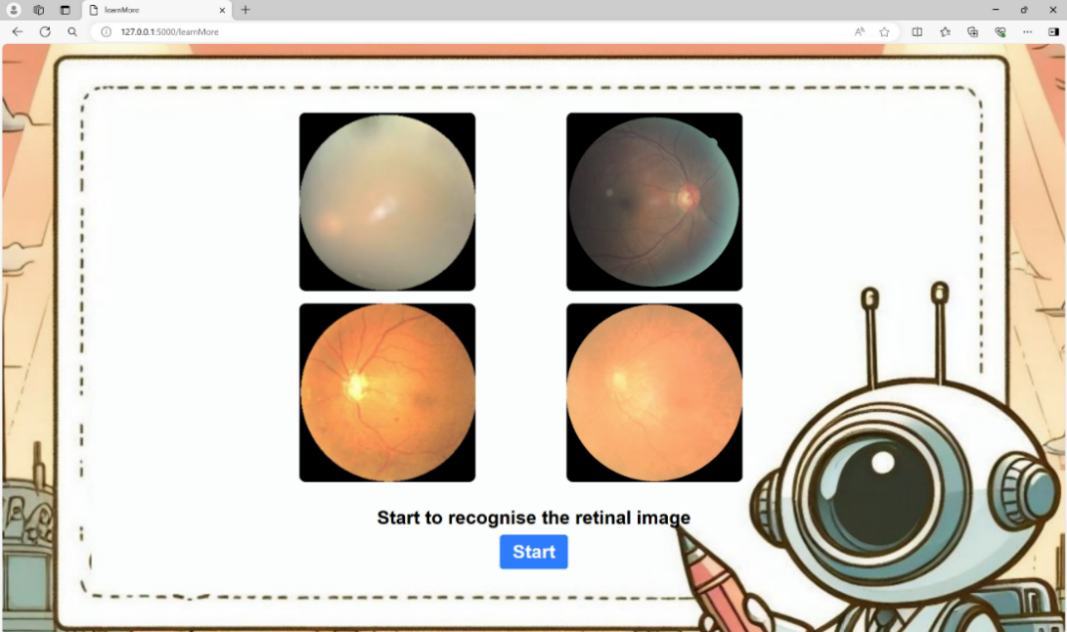 learnMore
127.0.0.1:5000/learnMore
Start to recognise the retinal image
Start